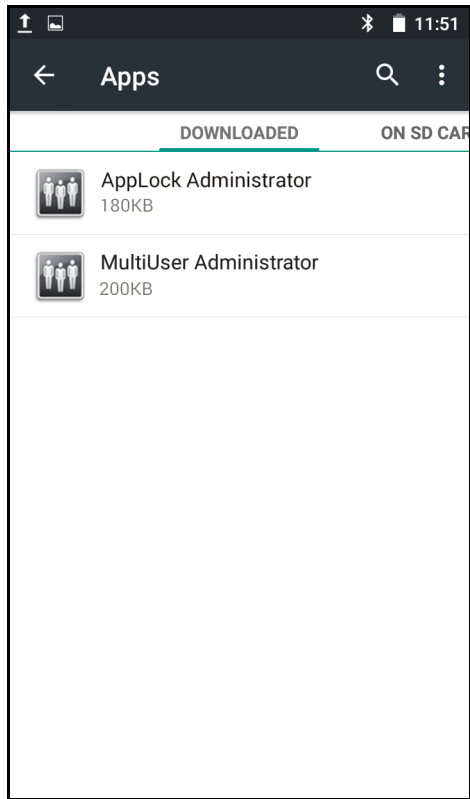 11:51
Apps
DOWNLOADED ON SD CAR
AppLock Administrator
180KB
MultiUser Administrator
200KB